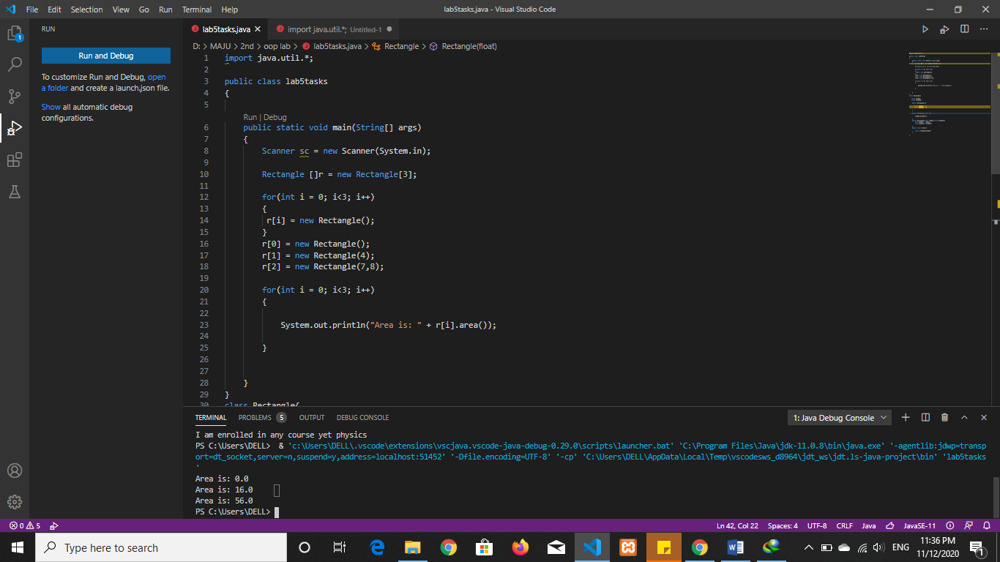 File Edit Selection View Go Run Terminal Help
lab5tasks.java - Visual Studio Code
RUN
Run and Debug
To customize Run and Debug, open
a folder and create a launch.json file.
Show all automatic debug
configurations.
lab5tasks.java
import java.util.*; Untitled-1
D: > MAJU > 2nd > oop lab > lab5tasks.java > Rectangle > Rectangle(float)
1 import java.util.*;
2
3 public class lab5tasks
4 {
5
Run | Debug
6 public static void main(String[] args)
7 {
8 Scanner sc = new Scanner(System.in);
9
10 Rectangle []r = new Rectangle[3];
11
12 for(int i = 0; i<3; i++)
13 {
14 r[i] = new Rectangle();
15 }
16 r[0] = new Rectangle();
17 r[1] = new Rectangle(4);
18 r[2] = new Rectangle(7,8);
19
20 for(int i = 0; i<3; i++)
21 {
22
23 System.out.println("Area is: " + r[i].area());
24
25 }
26
27
28 }
29 }
30 class Rectangle{
TERMINAL PROBLEMS 5 OUTPUT DEBUG CONSOLE
1: Java Debug Console
I am enrolled in any course yet physics
PS C:\Users\DELL> & 'c:\Users\DELL\.vscode\extensions\vscjava.vscode-java-debug-0.29.0\scripts\launcher.bat' 'C:\Program Files\Java\jdk-11.0.8\bin\java.exe' '-agentlib:jdwp=transp
ort=dt_socket,server=n,suspend=y,address=localhost:51452' '-Dfile.encoding=UTF-8' '-cp' 'C:\Users\DELL\AppData\Local\Temp\vscodesws_d8964\jdt_ws\jdt.ls-java-project\bin' 'lab5tasks
'
Area is: 0.0
Area is: 16.0
Area is: 56.0
PS C:\Users\DELL>
0 5
Ln 42, Col 22 Spaces: 4 UTF-8 CRLF Java JavaSE-11
Type here to search
ENG
11:36 PM
11/12/2020
1